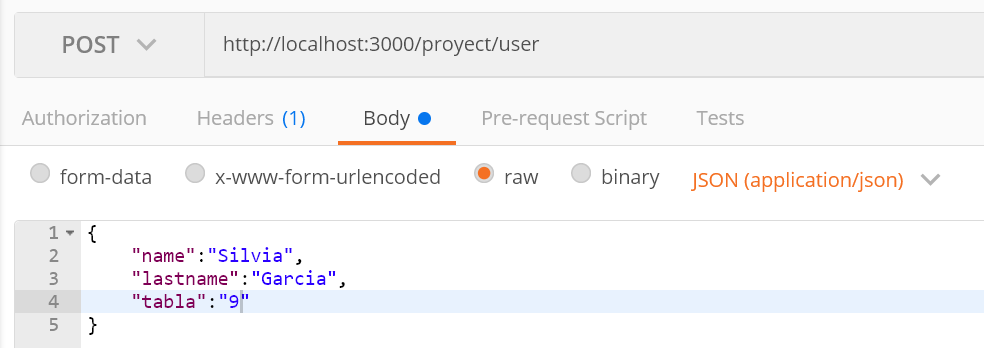 POST http://localhost:3000/proyect/user
Authorization Headers (1) Body Pre-request Script Tests
form-data x-www-form-urlencoded raw binary JSON (application/json)
1 {
2 "name":"Silvia",
3 "lastname":"Garcia",
4 "tabla":"9"
5 }